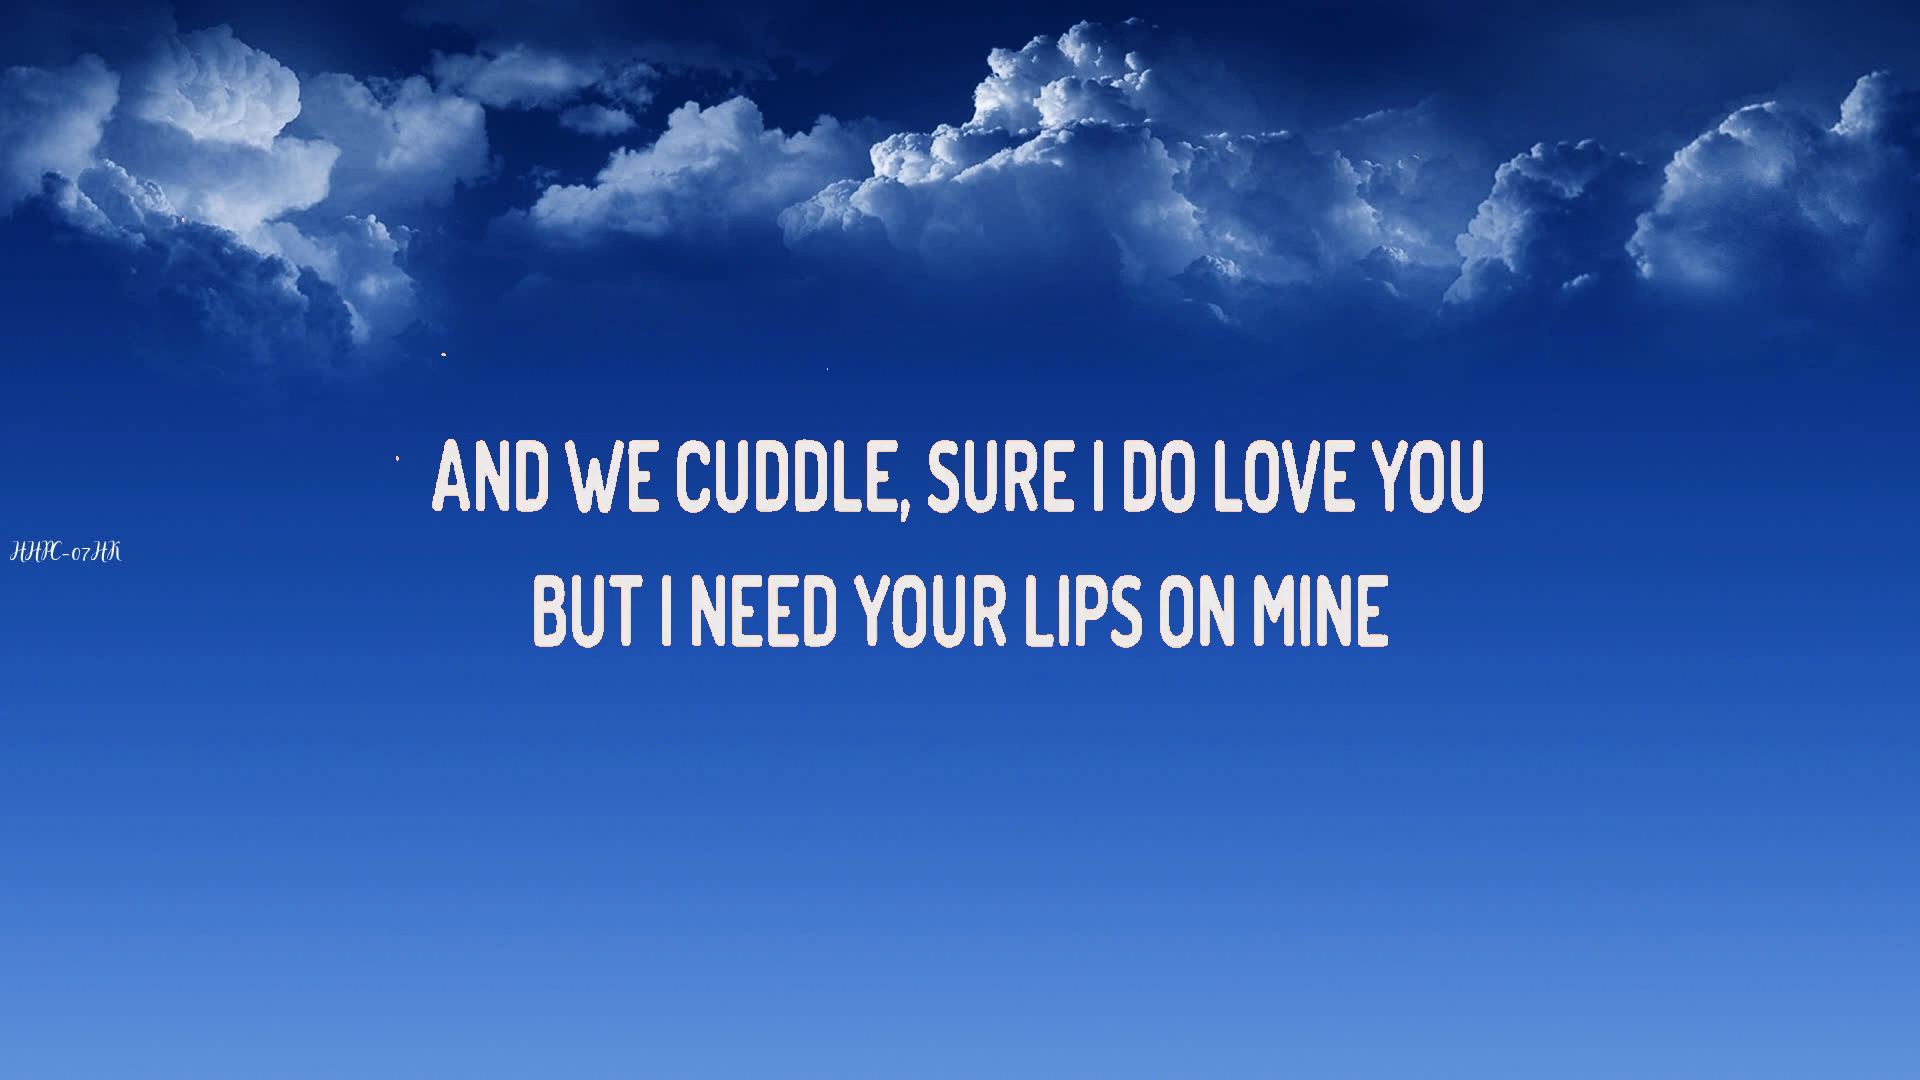 AND WE CUDDLE, SURE I DO LOVE YOU
HHPC-07HK
BUT I NEED YOUR LIPS ON MINE